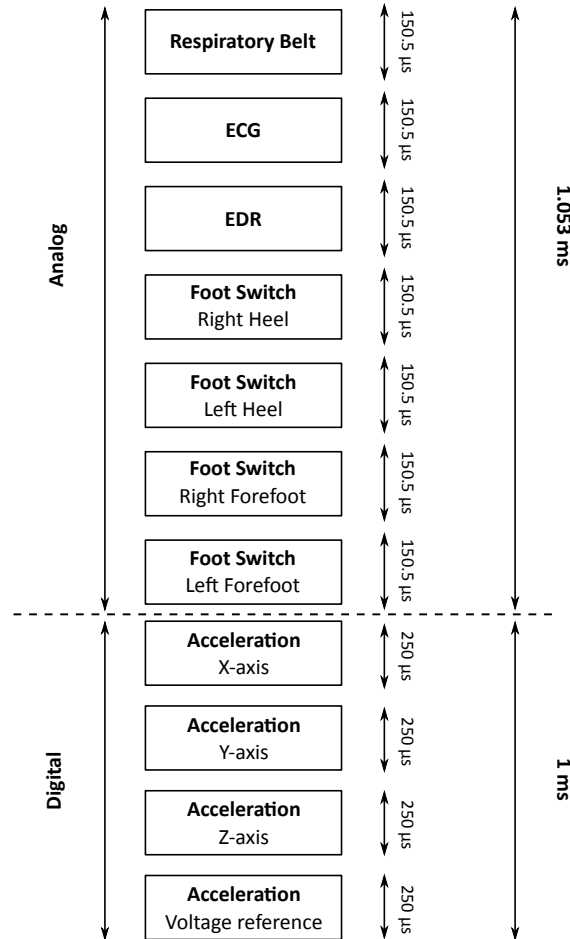 Respiratory Belt
150.5 µs
ECG
150.5 µs
EDR
150.5 µs
Foot Switch
Right Heel
150.5 µs
Foot Switch
Left Heel
150.5 µs
Foot Switch
Right Forefoot
150.5 µs
Foot Switch
Left Forefoot
150.5 µs
Analog
1.053 ms
Acceleration
X-axis
250 µs
Acceleration
Y-axis
250 µs
Acceleration
Z-axis
250 µs
Acceleration
Voltage reference
250 µs
Digital
1 ms